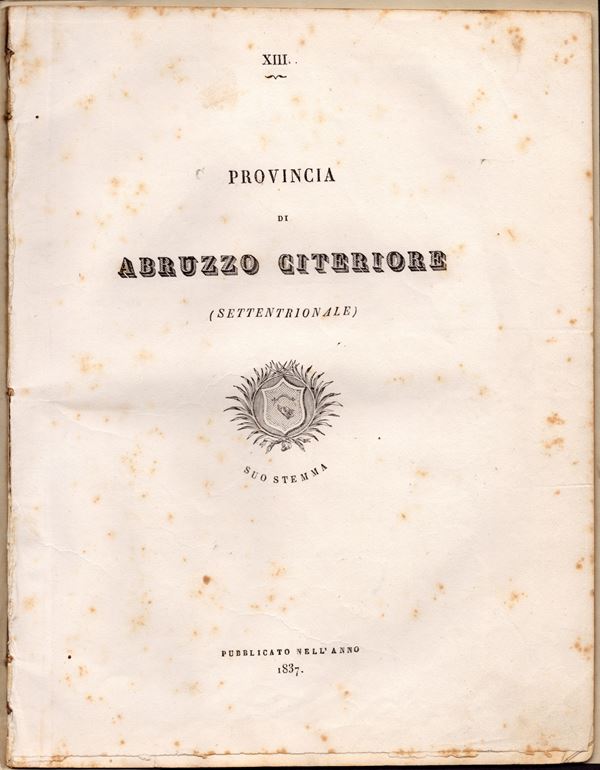 XIII.
PROVINCIA
DI
ABRUZZO CITERIORE
(SETTENTRIONALE)
SUO STEMMA
PUBBLICATO NELL'ANNO
1837.